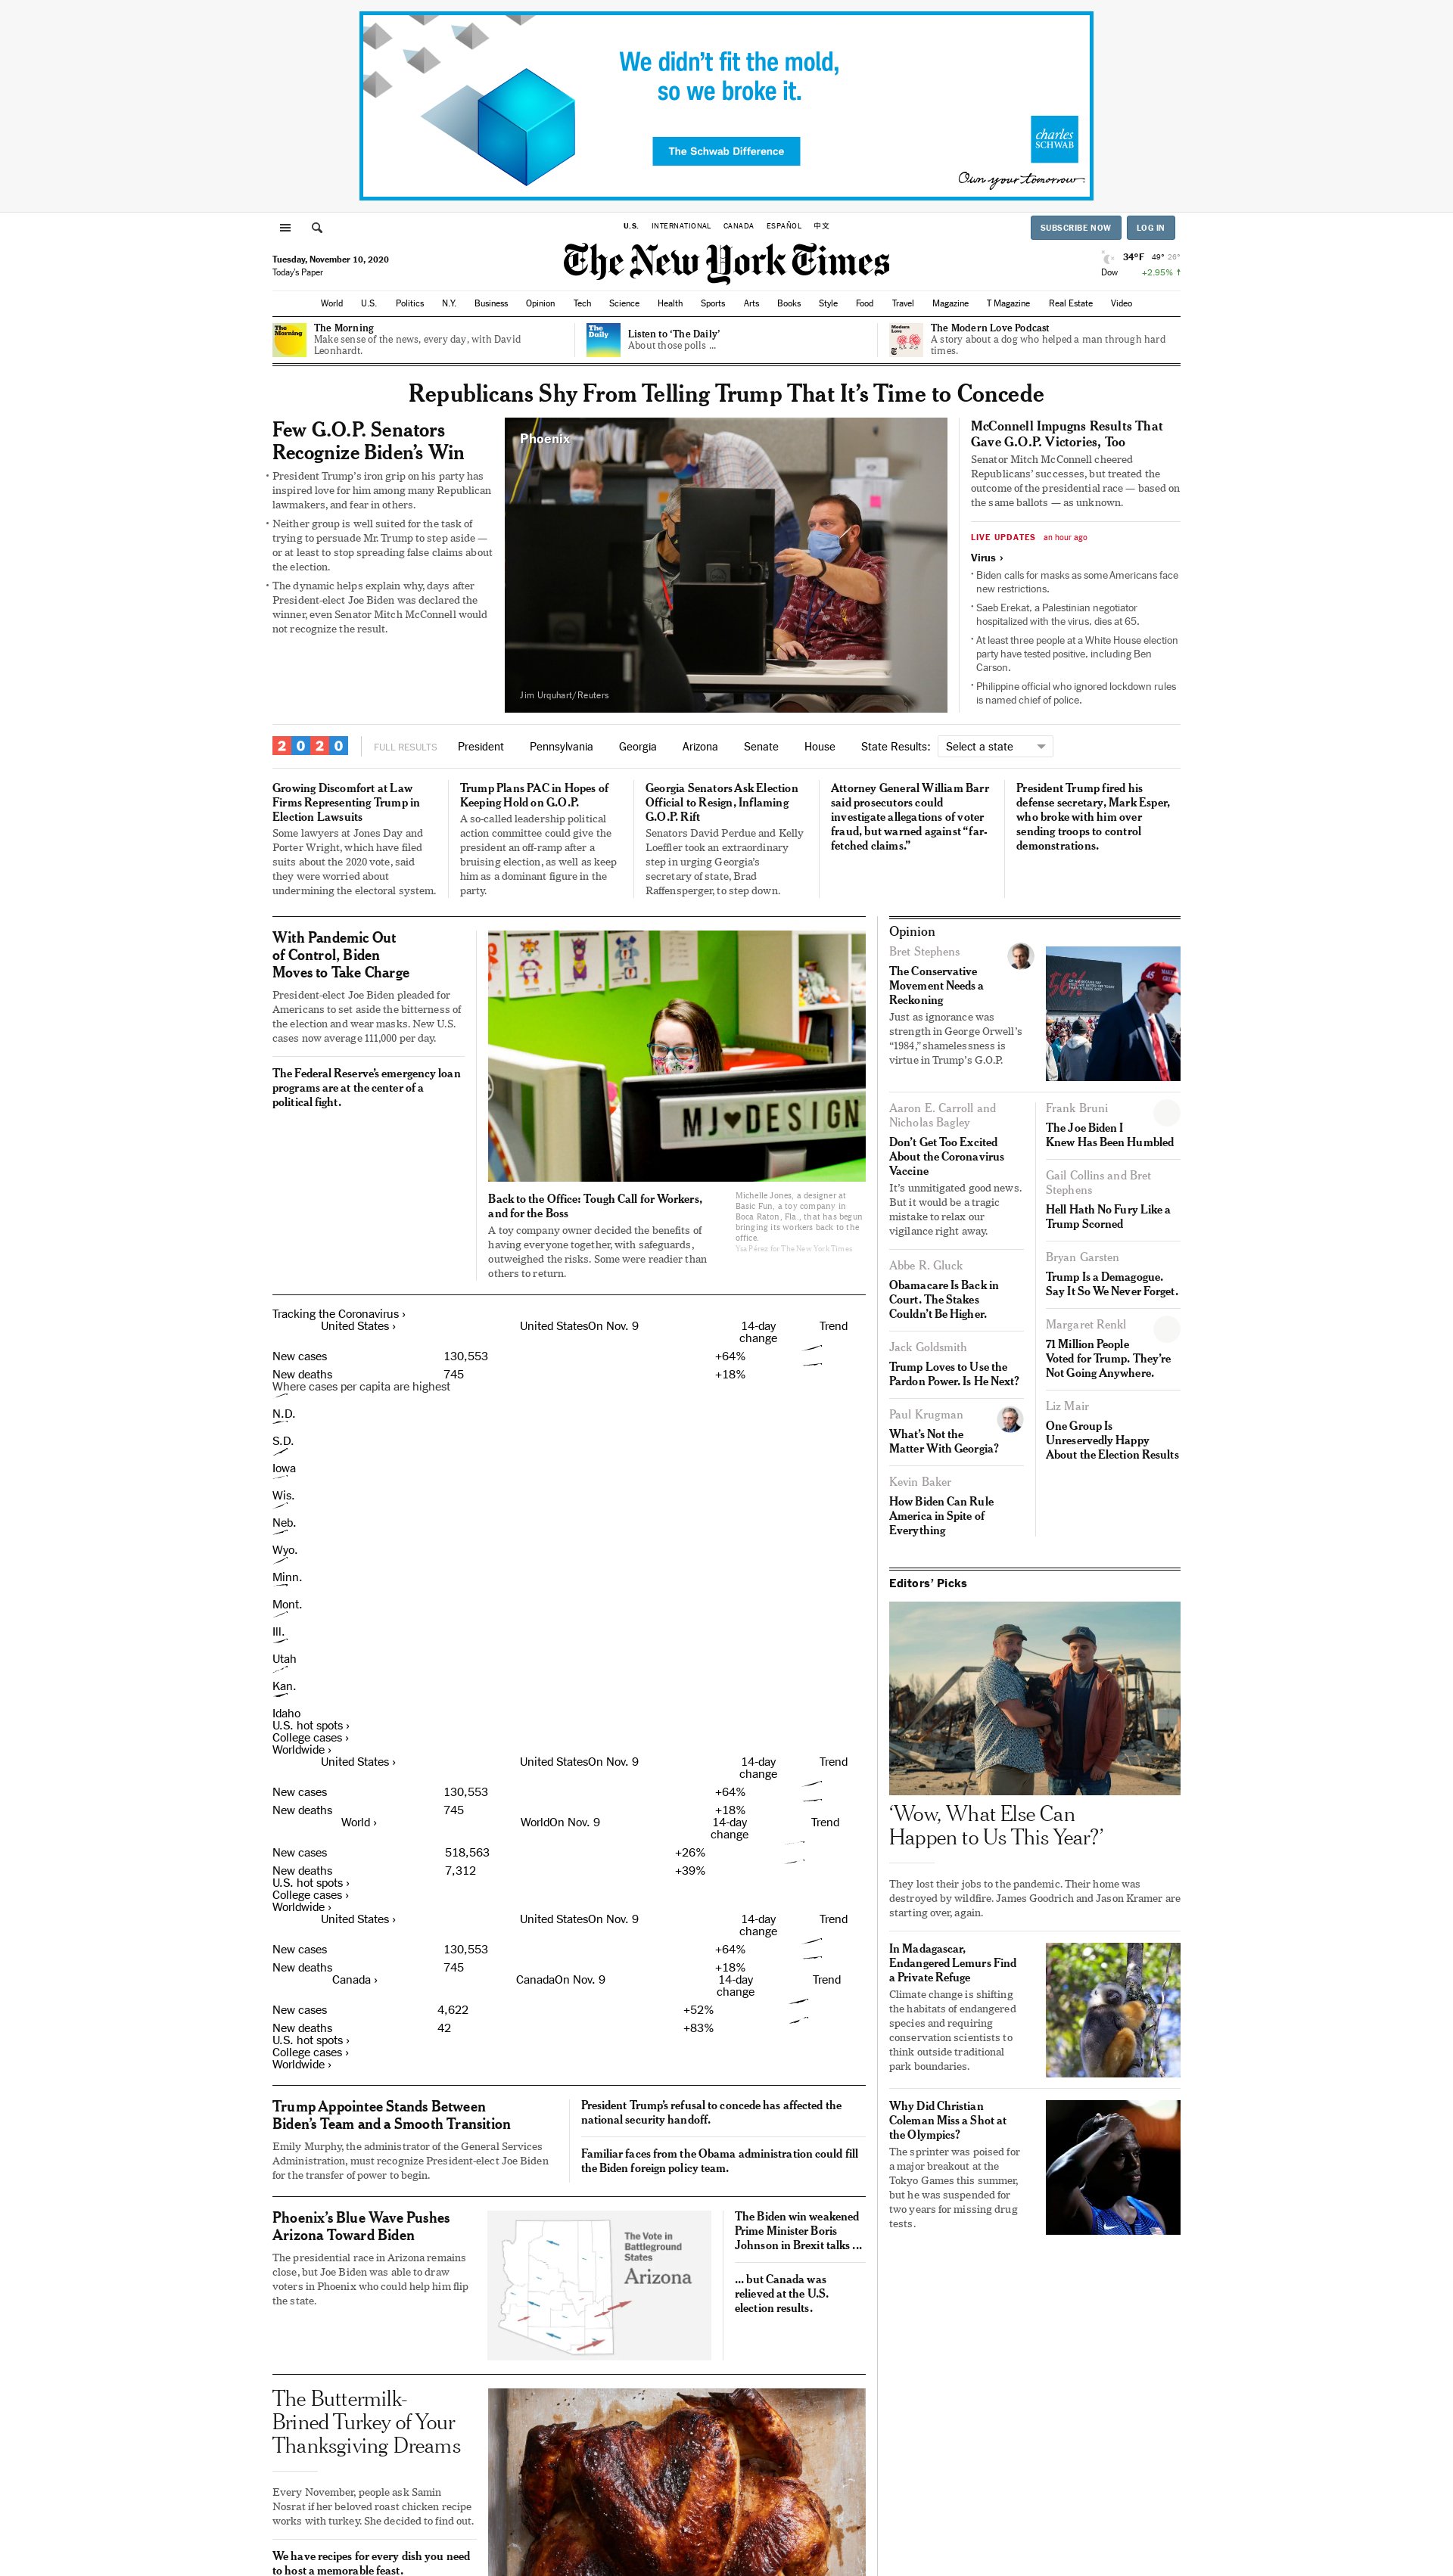 We didn't fit the mold,
so we broke it.
The Schwab Difference
charles
SCHWAB
Own your tomorrow.
U.S. INTERNATIONAL CANADA ESPAÑOL 中文
SUBSCRIBE NOW LOG IN
Tuesday, November 10, 2020
Today's Paper
The New York Times
34°F 49° 26°
Dow +2.95% ↑
World U.S. Politics N.Y. Business Opinion Tech Science Health Sports Arts Books Style Food Travel Magazine T Magazine Real Estate Video
The Morning
The Morning
Make sense of the news, every day, with David
Leonhardt.
The Daily
Listen to ‘The Daily’
About those polls ...
Modern Love
The Modern Love Podcast
A story about a dog who helped a man through hard
times.
Republicans Shy From Telling Trump That It’s Time to Concede
Few G.O.P. Senators
Recognize Biden’s Win
• President Trump’s iron grip on his party has
inspired love for him among many Republican
lawmakers, and fear in others.
• Neither group is well suited for the task of
trying to persuade Mr. Trump to step aside —
or at least to stop spreading false claims about
the election.
• The dynamic helps explain why, days after
President-elect Joe Biden was declared the
winner, even Senator Mitch McConnell would
not recognize the result.
Phoenix
Jim Urquhart/Reuters
McConnell Impugns Results That
Gave G.O.P. Victories, Too
Senator Mitch McConnell cheered
Republicans’ successes, but treated the
outcome of the presidential race — based on
the same ballots — as unknown.
LIVE UPDATES an hour ago
Virus ›
• Biden calls for masks as some Americans face
new restrictions.
• Saeb Erekat, a Palestinian negotiator
hospitalized with the virus, dies at 65.
• At least three people at a White House election
party have tested positive, including Ben
Carson.
• Philippine official who ignored lockdown rules
is named chief of police.
2020 FULL RESULTS President Pennsylvania Georgia Arizona Senate House State Results: Select a state
Growing Discomfort at Law
Firms Representing Trump in
Election Lawsuits
Some lawyers at Jones Day and
Porter Wright, which have filed
suits about the 2020 vote, said
they were worried about
undermining the electoral system.
Trump Plans PAC in Hopes of
Keeping Hold on G.O.P.
A so-called leadership political
action committee could give the
president an off-ramp after a
bruising election, as well as keep
him as a dominant figure in the
party.
Georgia Senators Ask Election
Official to Resign, Inflaming
G.O.P. Rift
Senators David Perdue and Kelly
Loeffler took an extraordinary
step in urging Georgia’s
secretary of state, Brad
Raffensperger, to step down.
Attorney General William Barr
said prosecutors could
investigate allegations of voter
fraud, but warned against “far-
fetched claims.”
President Trump fired his
defense secretary, Mark Esper,
who broke with him over
sending troops to control
demonstrations.
With Pandemic Out
of Control, Biden
Moves to Take Charge
President-elect Joe Biden pleaded for
Americans to set aside the bitterness of
the election and wear masks. New U.S.
cases now average 111,000 per day.
The Federal Reserve’s emergency loan
programs are at the center of a
political fight.
MJ♥DESIGN
Back to the Office: Tough Call for Workers,
and for the Boss
A toy company owner decided the benefits of
having everyone together, with safeguards,
outweighed the risks. Some were readier than
others to return.
Michelle Jones, a designer at
Basic Fun, a toy company in
Boca Raton, Fla., that has begun
bringing its workers back to the
office.
Ysa Pérez for The New York Times
Tracking the Coronavirus ›
United States › United StatesOn Nov. 9 14-day
change Trend
New cases 130,553 +64%
New deaths 745 +18%
Where cases per capita are highest
N.D.
S.D.
Iowa
Wis.
Neb.
Wyo.
Minn.
Mont.
Ill.
Utah
Kan.
Idaho
U.S. hot spots ›
College cases ›
Worldwide ›
United States › United StatesOn Nov. 9 14-day
change Trend
New cases 130,553 +64%
New deaths 745 +18%
World › WorldOn Nov. 9 14-day
change Trend
New cases 518,563 +26%
New deaths 7,312 +39%
U.S. hot spots ›
College cases ›
Worldwide ›
United States › United StatesOn Nov. 9 14-day
change Trend
New cases 130,553 +64%
New deaths 745 +18%
Canada › CanadaOn Nov. 9 14-day
change Trend
New cases 4,622 +52%
New deaths 42 +83%
U.S. hot spots ›
College cases ›
Worldwide ›
Trump Appointee Stands Between
Biden’s Team and a Smooth Transition
Emily Murphy, the administrator of the General Services
Administration, must recognize President-elect Joe Biden
for the transfer of power to begin.
President Trump’s refusal to concede has affected the
national security handoff.
Familiar faces from the Obama administration could fill
the Biden foreign policy team.
Phoenix’s Blue Wave Pushes
Arizona Toward Biden
The presidential race in Arizona remains
close, but Joe Biden was able to draw
voters in Phoenix who could help him flip
the state.
The Vote in
Battleground
States
Arizona
The Biden win weakened
Prime Minister Boris
Johnson in Brexit talks ...
... but Canada was
relieved at the U.S.
election results.
The Buttermilk-
Brined Turkey of Your
Thanksgiving Dreams
Every November, people ask Samin
Nosrat if her beloved roast chicken recipe
works with turkey. She decided to find out.
We have recipes for every dish you need
to host a memorable feast.
Opinion
Bret Stephens
The Conservative
Movement Needs a
Reckoning
Just as ignorance was
strength in George Orwell’s
“1984,” shamelessness is
virtue in Trump’s G.O.P.
56%
45
Aaron E. Carroll and
Nicholas Bagley
Don’t Get Too Excited
About the Coronavirus
Vaccine
It’s unmitigated good news.
But it would be a tragic
mistake to relax our
vigilance right away.
Abbe R. Gluck
Obamacare Is Back in
Court. The Stakes
Couldn’t Be Higher.
Jack Goldsmith
Trump Loves to Use the
Pardon Power. Is He Next?
Paul Krugman
What’s Not the
Matter With Georgia?
Kevin Baker
How Biden Can Rule
America in Spite of
Everything
Frank Bruni
The Joe Biden I
Knew Has Been Humbled
Gail Collins and Bret
Stephens
Hell Hath No Fury Like a
Trump Scorned
Bryan Garsten
Trump Is a Demagogue.
Say It So We Never Forget.
Margaret Renkl
71 Million People
Voted for Trump. They’re
Not Going Anywhere.
Liz Mair
One Group Is
Unreservedly Happy
About the Election Results
Editors’ Picks
‘Wow, What Else Can
Happen to Us This Year?’
They lost their jobs to the pandemic. Their home was
destroyed by wildfire. James Goodrich and Jason Kramer are
starting over, again.
In Madagascar,
Endangered Lemurs Find
a Private Refuge
Climate change is shifting
the habitats of endangered
species and requiring
conservation scientists to
think outside traditional
park boundaries.
Why Did Christian
Coleman Miss a Shot at
the Olympics?
The sprinter was poised for
a major breakout at the
Tokyo Games this summer,
but he was suspended for
two years for missing drug
tests.